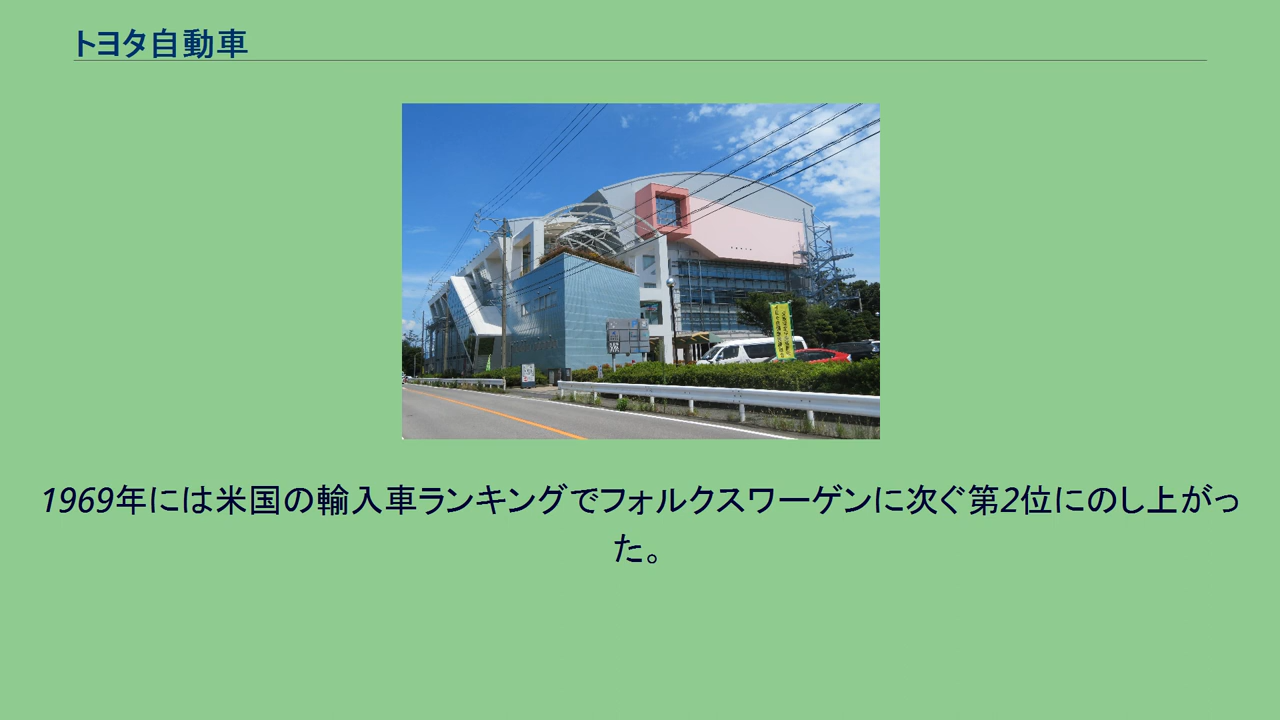 トヨタ自動車
1969年には米国の輸入車ランキングでフォルクスワーゲンに次ぐ第2位にのし上がっ
た。